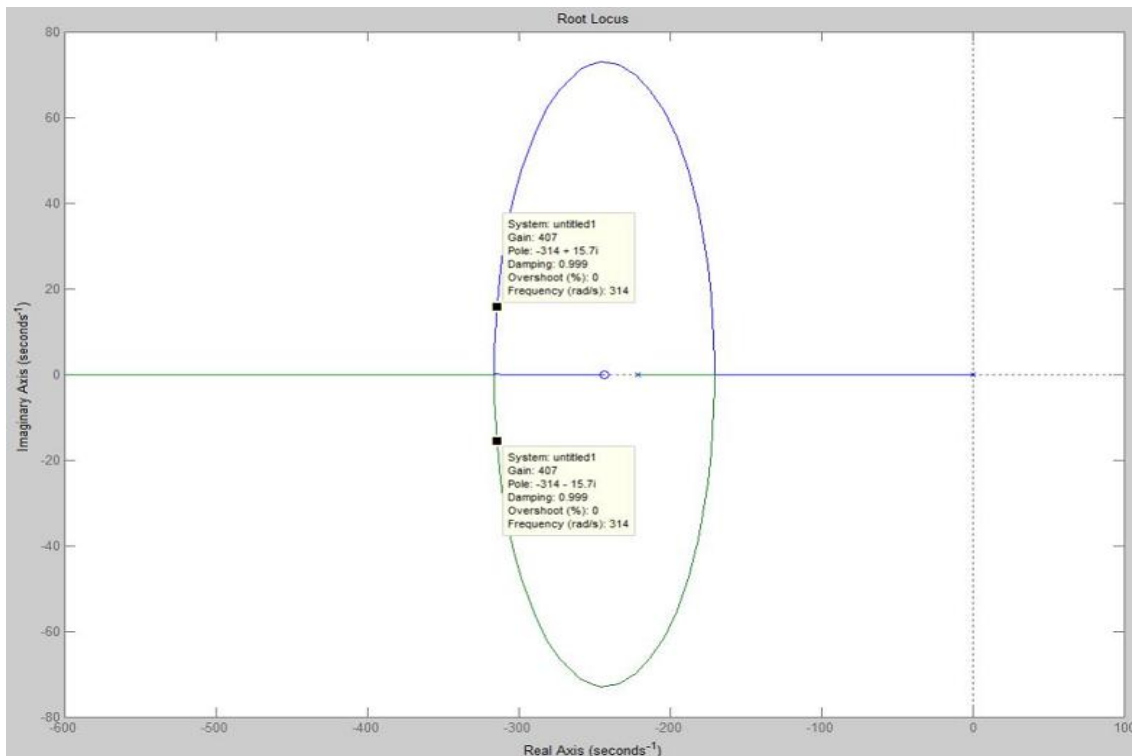 Root Locus
80
60
40
20
0
-20
-40
-60
-80
Imaginary Axis (seconds⁻¹)
System: untitled1
Gain: 407
Pole: -314 + 15.7i
Damping: 0.999
Overshoot (%): 0
Frequency (rad/s): 314
System: untitled1
Gain: 407
Pole: -314 - 15.7i
Damping: 0.999
Overshoot (%): 0
Frequency (rad/s): 314
-600 -500 -400 -300 -200 -100 0 100
Real Axis (seconds⁻¹)